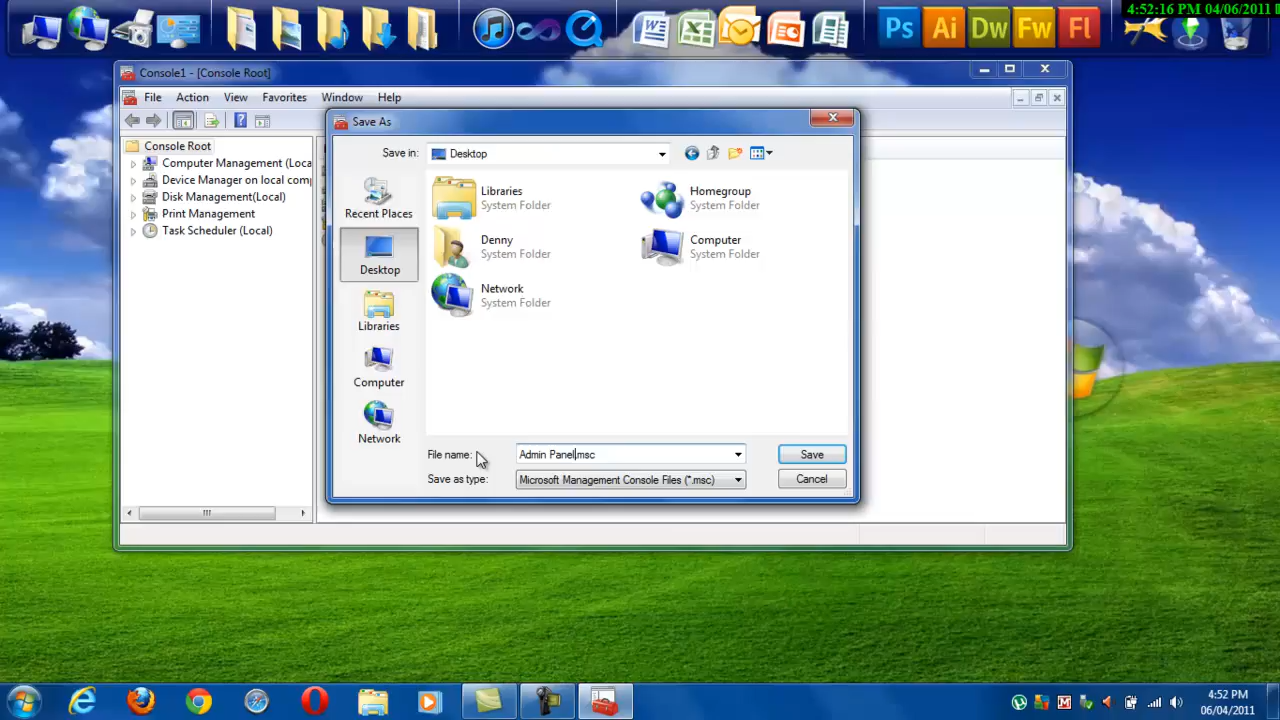 4:52:16 PM 04/06/2011
Ps Ai Dw Fw Fl
Console1 - [Console Root]
File Action View Favorites Window Help
Console Root
Computer Management (Loca
Device Manager on local comp
Disk Management(Local)
Print Management
Task Scheduler (Local)
Save As
Save in: Desktop
Recent Places
Desktop
Libraries
Computer
Network
Libraries
System Folder
Homegroup
System Folder
Denny
System Folder
Computer
System Folder
Network
System Folder
File name: Admin Panel.msc
Save
Save as type: Microsoft Management Console Files (*.msc)
Cancel
4:52 PM
06/04/2011